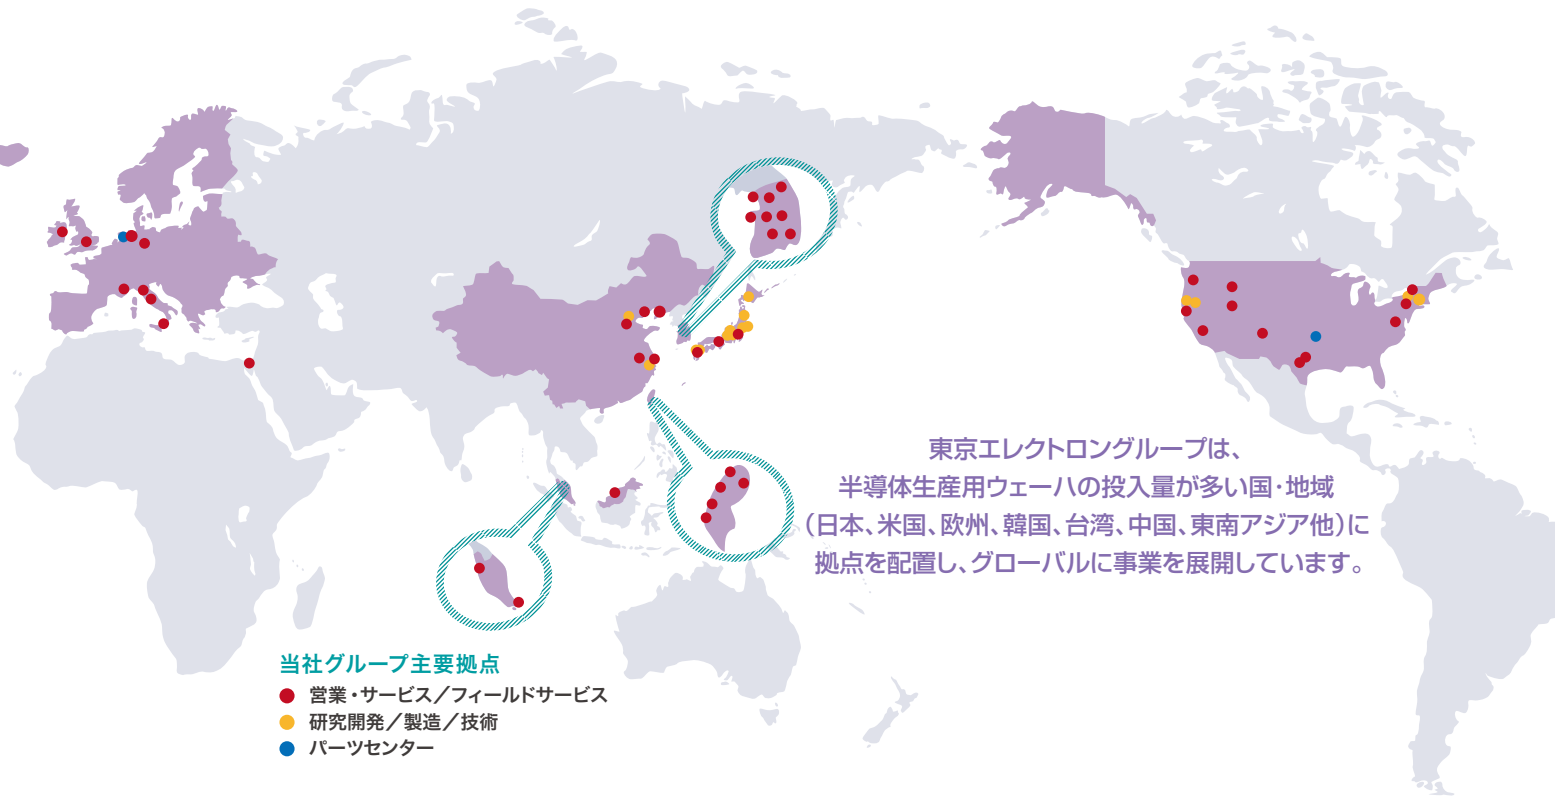 東京エレクトロングループは、
半導体生産用ウェーハの投入量が多い国・地域
（日本、米国、欧州、韓国、台湾、中国、東南アジア他）に
拠点を配置し、グローバルに事業を展開しています。
当社グループ主要拠点
営業・サービス／フィールドサービス
研究開発／製造／技術
パーツセンター